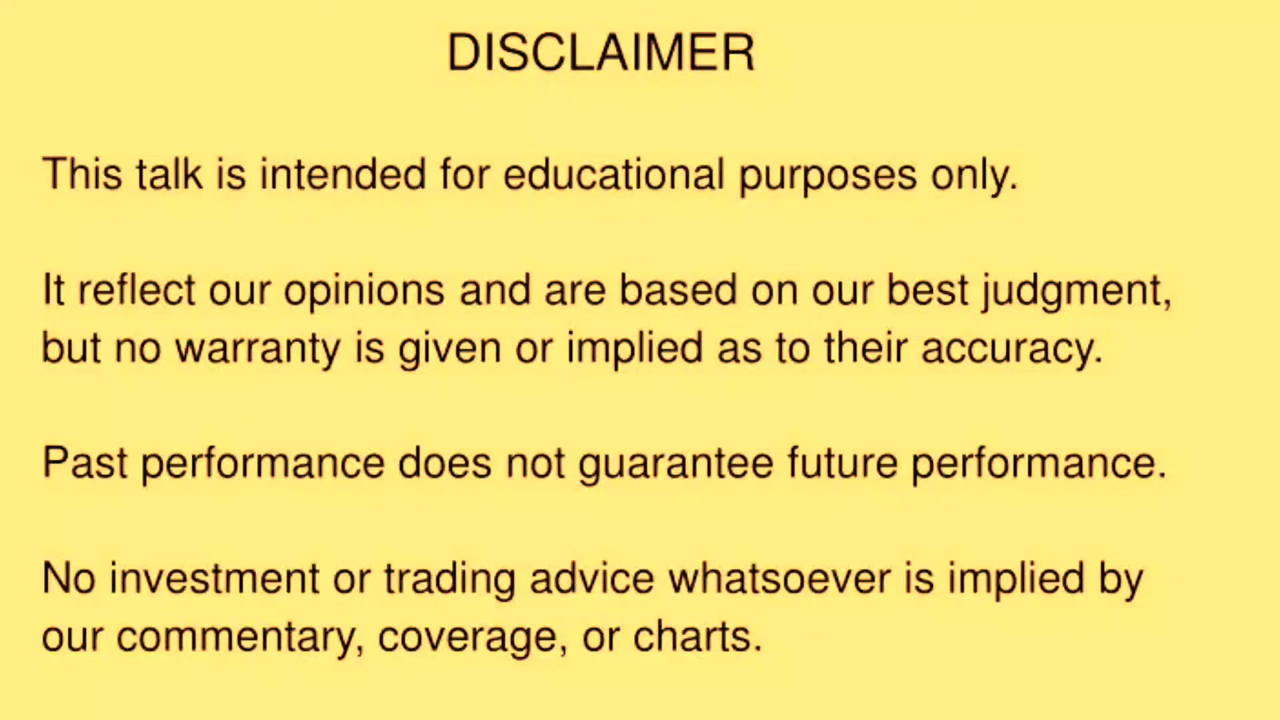 DISCLAIMER
This talk is intended for educational purposes only.
It reflect our opinions and are based on our best judgment,
but no warranty is given or implied as to their accuracy.
Past performance does not guarantee future performance.
No investment or trading advice whatsoever is implied by
our commentary, coverage, or charts.